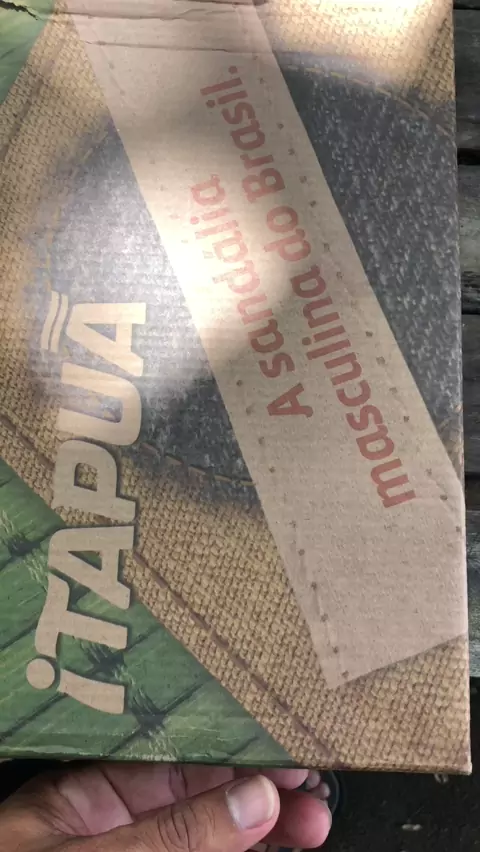 iTAPUÃ
A sandália
masculina do Brasil.